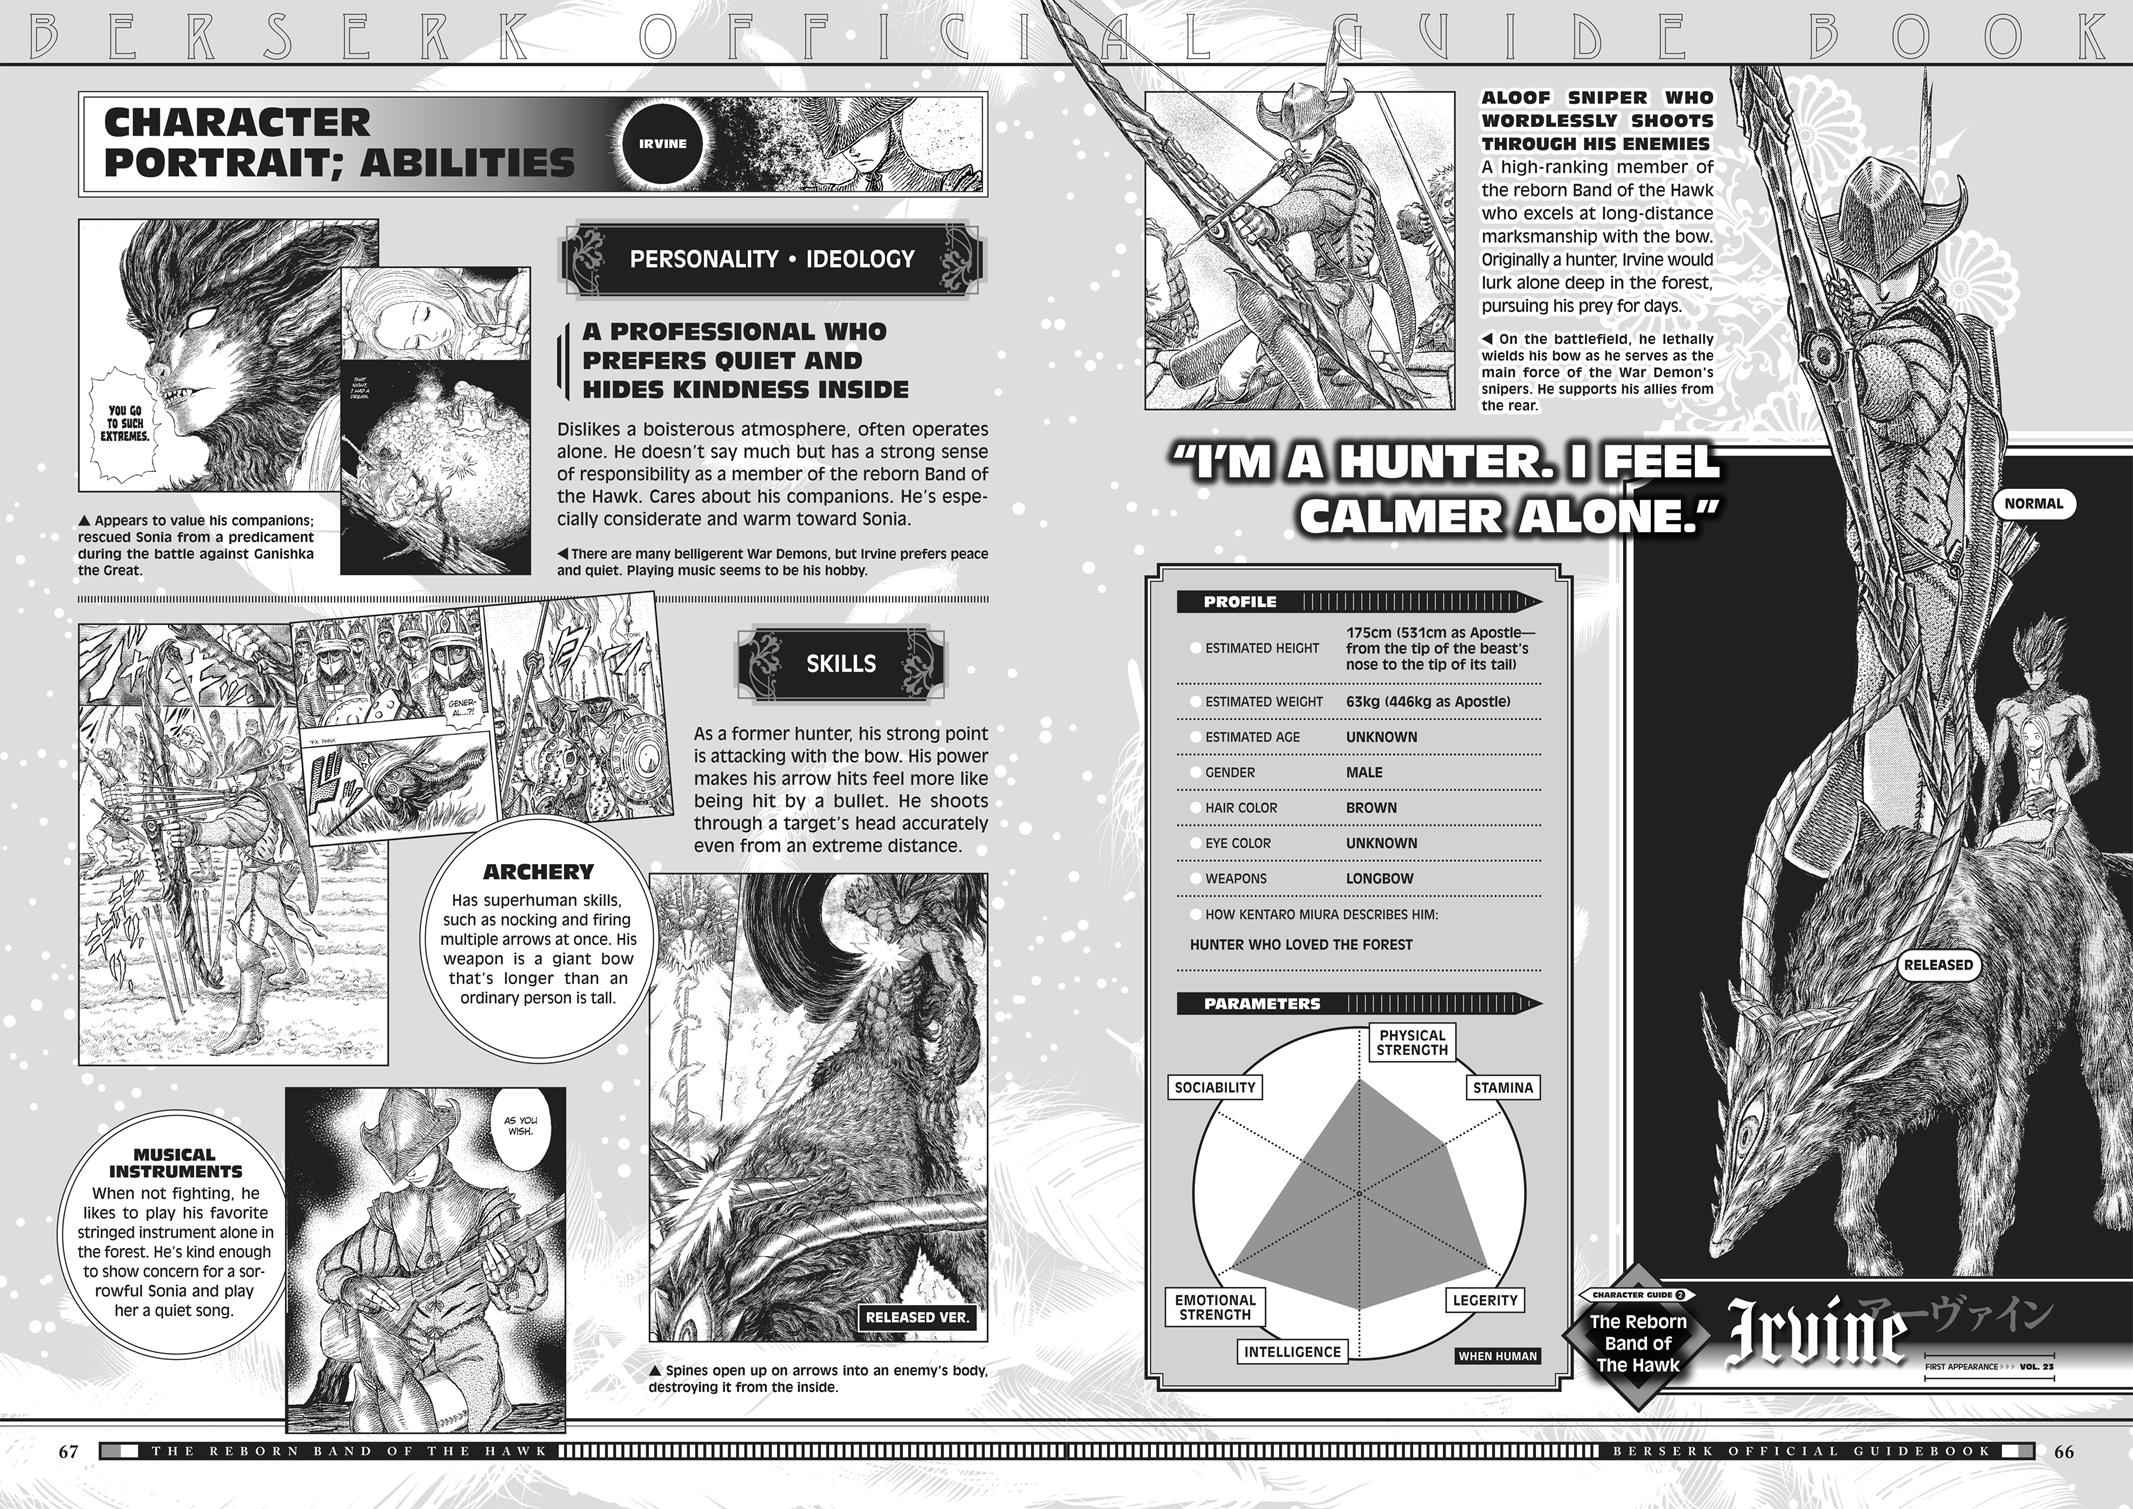 BERSERK OFFICIAL GUIDE BOOK
CHARACTER
PORTRAIT; ABILITIES
IRVINE
YOU GO
TO SUCH
EXTREMES.
THAT
NIGHT,
I HAD A
DREAM.
▲ Appears to value his companions;
rescued Sonia from a predicament
during the battle against Ganishka
the Great.
PERSONALITY • IDEOLOGY
A PROFESSIONAL WHO
PREFERS QUIET AND
HIDES KINDNESS INSIDE
Dislikes a boisterous atmosphere, often operates
alone. He doesn't say much but has a strong sense
of responsibility as a member of the reborn Band of
the Hawk. Cares about his companions. He's espe-
cially considerate and warm toward Sonia.
◀ There are many belligerent War Demons, but Irvine prefers peace
and quiet. Playing music seems to be his hobby.
GENER-
AL...?!
SKILLS
As a former hunter, his strong point
is attacking with the bow. His power
makes his arrow hits feel more like
being hit by a bullet. He shoots
through a target's head accurately
even from an extreme distance.
ARCHERY
Has superhuman skills,
such as nocking and firing
multiple arrows at once. His
weapon is a giant bow
that's longer than an
ordinary person is tall.
MUSICAL
INSTRUMENTS
When not fighting, he
likes to play his favorite
stringed instrument alone in
the forest. He's kind enough
to show concern for a sor-
rowful Sonia and play
her a quiet song.
AS YOU
WISH.
RELEASED VER.
▲ Spines open up on arrows into an enemy's body,
destroying it from the inside.
67
THE REBORN BAND OF THE HAWK
ALOOF SNIPER WHO
WORDLESSLY SHOOTS
THROUGH HIS ENEMIES
A high-ranking member of
the reborn Band of the Hawk
who excels at long-distance
marksmanship with the bow.
Originally a hunter, Irvine would
lurk alone deep in the forest,
pursuing his prey for days.
◀ On the battlefield, he lethally
wields his bow as he serves as the
main force of the War Demon's
snipers. He supports his allies from
the rear.
"I'M A HUNTER. I FEEL
CALMER ALONE."
NORMAL
RELEASED
PROFILE
ESTIMATED HEIGHT 175cm (531cm as Apostle—
from the tip of the beast's
nose to the tip of its tail)
ESTIMATED WEIGHT 63kg (446kg as Apostle)
ESTIMATED AGE UNKNOWN
GENDER MALE
HAIR COLOR BROWN
EYE COLOR UNKNOWN
WEAPONS LONGBOW
HOW KENTARO MIURA DESCRIBES HIM:
HUNTER WHO LOVED THE FOREST
PARAMETERS
PHYSICAL
STRENGTH
SOCIABILITY
STAMINA
EMOTIONAL
STRENGTH
LEGERITY
INTELLIGENCE
WHEN HUMAN
CHARACTER GUIDE 2
The Reborn
Band of
The Hawk
Irvine
アーヴァイン
FIRST APPEARANCE VOL. 23
BERSERK OFFICIAL GUIDEBOOK
66